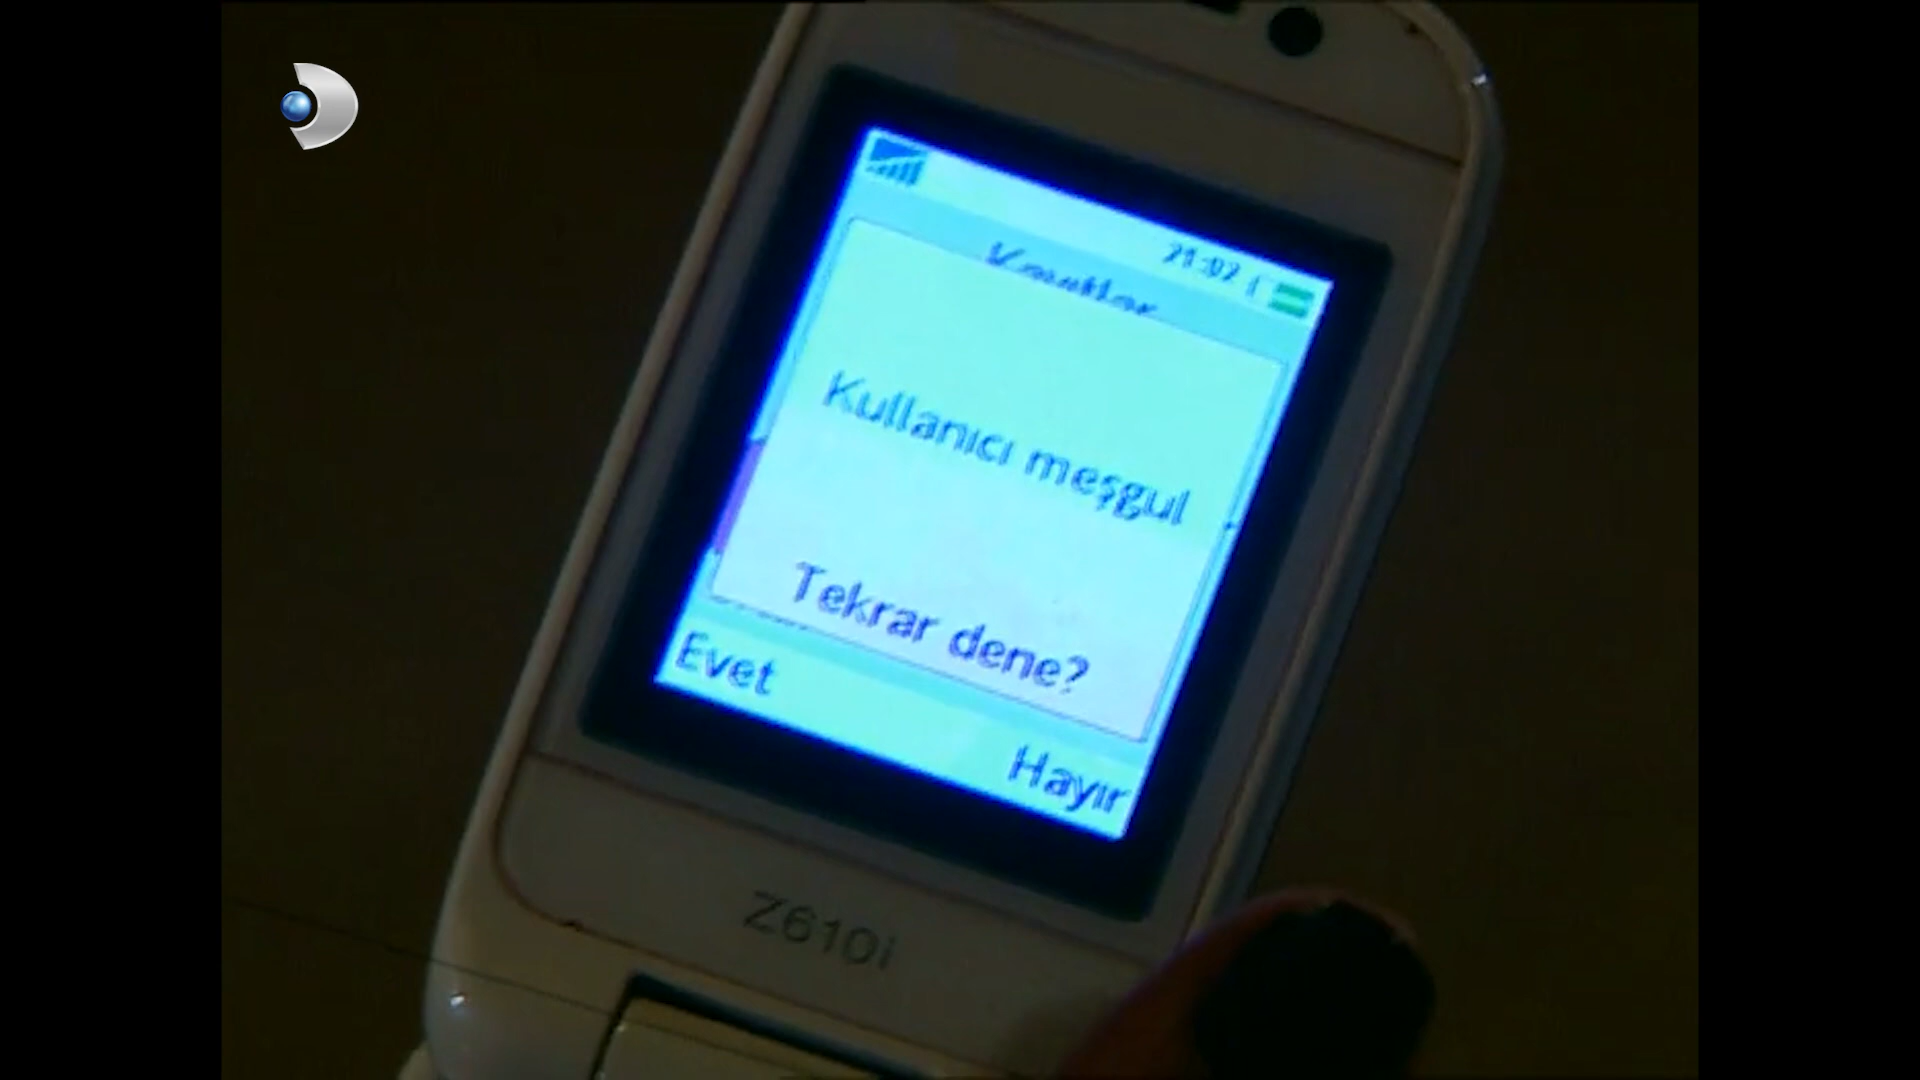 21:02
Kullanıcı meşgul
Tekrar dene?
Evet
Hayır
Z610i